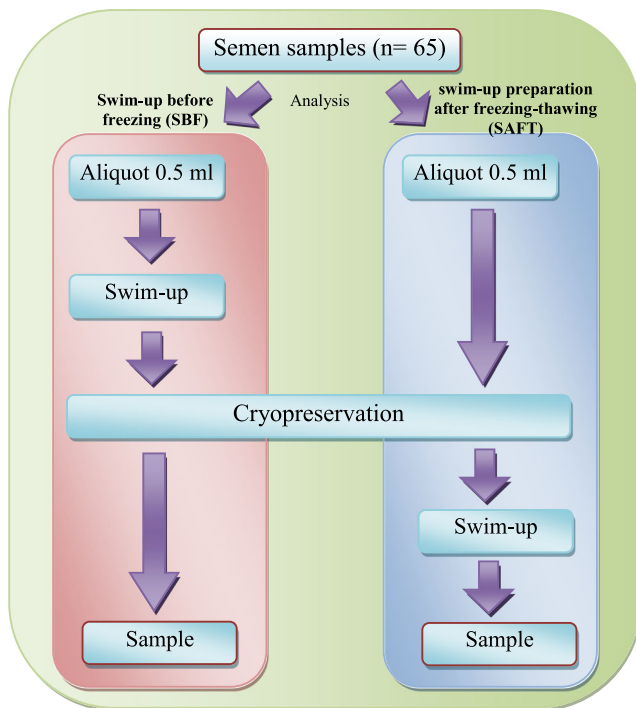 Semen samples (n= 65)
Swim-up before
freezing (SBF)
Analysis
swim-up preparation
after freezing-thawing
(SAFT)
Aliquot 0.5 ml
Aliquot 0.5 ml
Swim-up
Cryopreservation
Swim-up
Sample
Sample